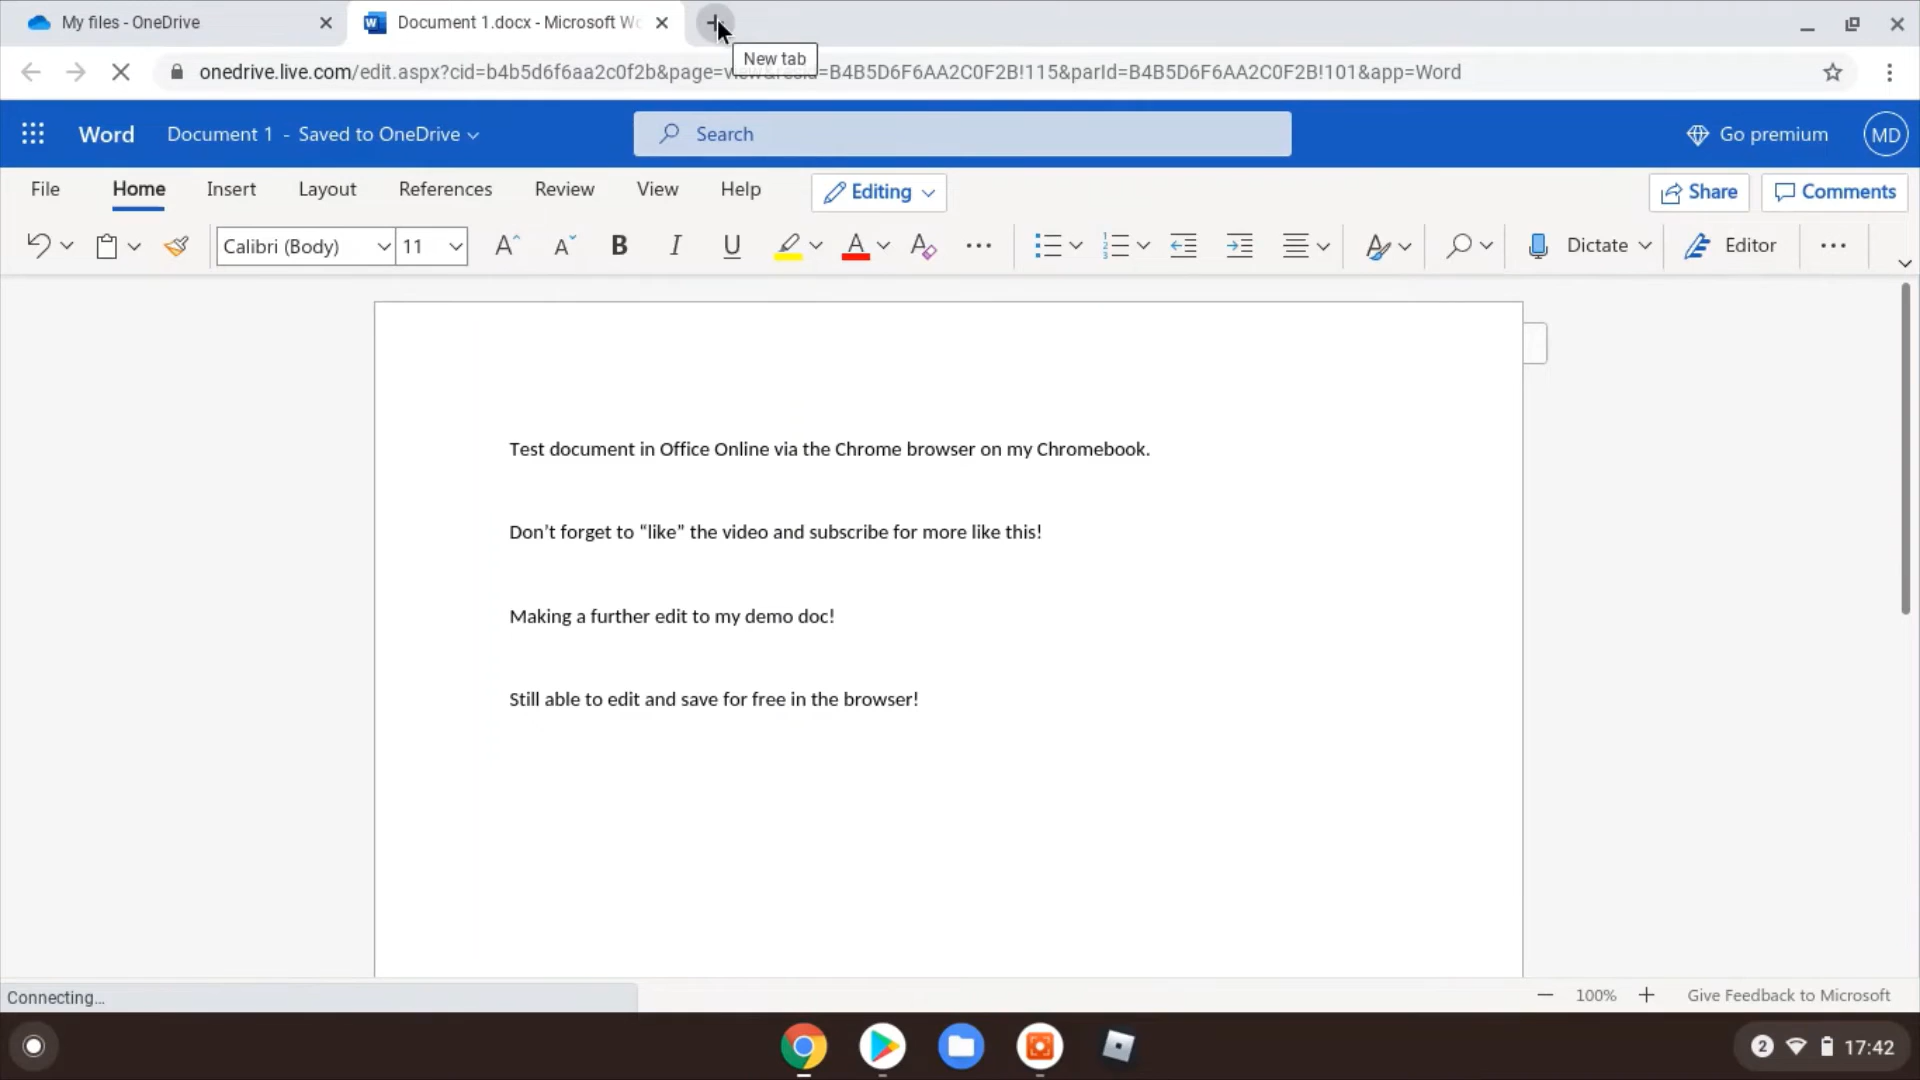 My files - OneDrive
Document 1.docx - Microsoft Wo
New tab
onedrive.live.com/edit.aspx?cid=b4b5d6f6aa2c0f2b&page=view&resid=B4B5D6F6AA2C0F2B!115&parId=B4B5D6F6AA2C0F2B!101&app=Word
Word Document 1 - Saved to OneDrive Search Go premium MD
File Home Insert Layout References Review View Help Editing Share Comments
Calibri (Body) 11 A A B I U A A Dictate Editor
Test document in Office Online via the Chrome browser on my Chromebook.
Don’t forget to “like” the video and subscribe for more like this!
Making a further edit to my demo doc!
Still able to edit and save for free in the browser!
Connecting... 100% Give Feedback to Microsoft
2 17:42